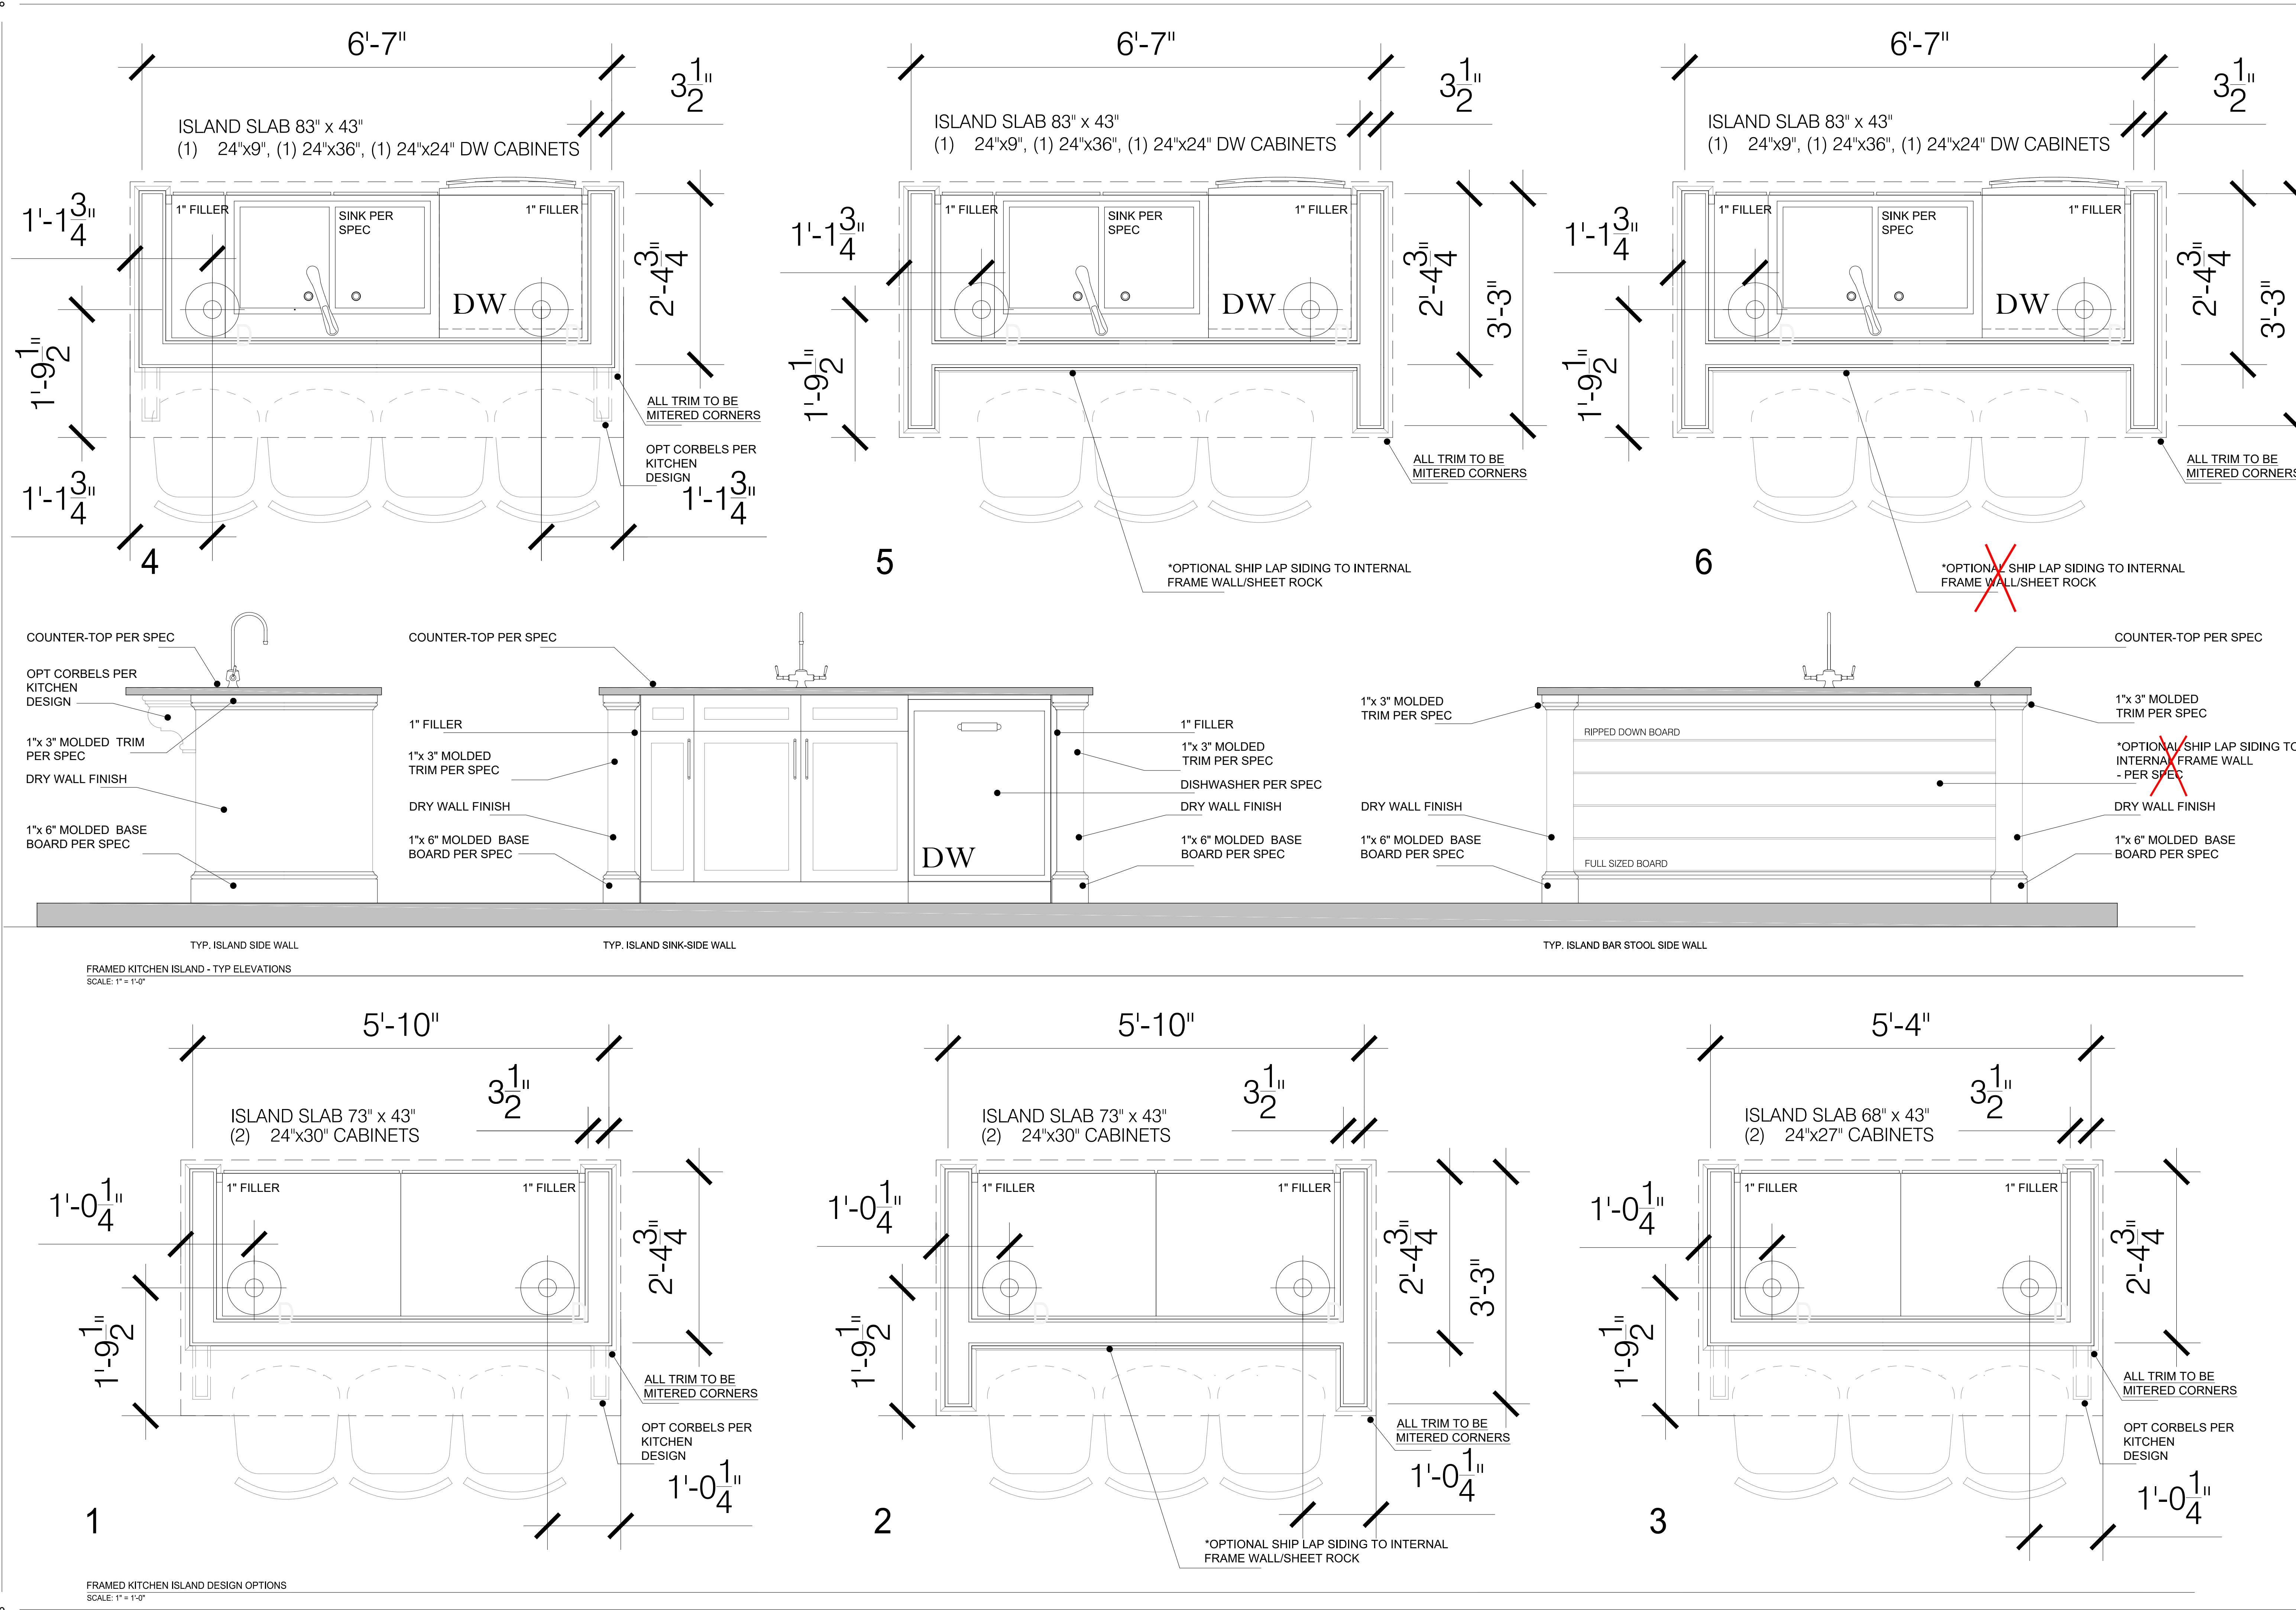 6'-7"
3 1/2"
ISLAND SLAB 83" x 43"
(1) 24"x9", (1) 24"x36", (1) 24"x24" DW CABINETS
1'-1 3/4"
1" FILLER
SINK PER
SPEC
1" FILLER
DW
2'-4 3/4"
1'-9 1/2"
ALL TRIM TO BE
MITERED CORNERS
OPT CORBELS PER
KITCHEN
DESIGN
1'-1 3/4"
1'-1 3/4"
4
6'-7"
3 1/2"
ISLAND SLAB 83" x 43"
(1) 24"x9", (1) 24"x36", (1) 24"x24" DW CABINETS
1'-1 3/4"
1" FILLER
SINK PER
SPEC
1" FILLER
DW
2'-4 3/4"
3'-3"
1'-9 1/2"
ALL TRIM TO BE
MITERED CORNERS
5
*OPTIONAL SHIP LAP SIDING TO INTERNAL
FRAME WALL/SHEET ROCK
6'-7"
3 1/2"
ISLAND SLAB 83" x 43"
(1) 24"x9", (1) 24"x36", (1) 24"x24" DW CABINETS
1'-1 3/4"
1" FILLER
SINK PER
SPEC
1" FILLER
DW
2'-4 3/4"
3'-3"
1'-9 1/2"
ALL TRIM TO BE
MITERED CORNERS
6
*OPTIONAL SHIP LAP SIDING TO INTERNAL
FRAME WALL/SHEET ROCK
COUNTER-TOP PER SPEC
OPT CORBELS PER
KITCHEN
DESIGN
1"x 3" MOLDED TRIM
PER SPEC
DRY WALL FINISH
1"x 6" MOLDED BASE
BOARD PER SPEC
COUNTER-TOP PER SPEC
1" FILLER
1"x 3" MOLDED
TRIM PER SPEC
DRY WALL FINISH
1"x 6" MOLDED BASE
BOARD PER SPEC
DW
1" FILLER
1"x 3" MOLDED
TRIM PER SPEC
DISHWASHER PER SPEC
DRY WALL FINISH
1"x 6" MOLDED BASE
BOARD PER SPEC
1"x 3" MOLDED
TRIM PER SPEC
DRY WALL FINISH
1"x 6" MOLDED BASE
BOARD PER SPEC
RIPPED DOWN BOARD
FULL SIZED BOARD
COUNTER-TOP PER SPEC
1"x 3" MOLDED
TRIM PER SPEC
*OPTIONAL SHIP LAP SIDING TO
INTERNAL FRAME WALL
- PER SPEC
DRY WALL FINISH
1"x 6" MOLDED BASE
BOARD PER SPEC
TYP. ISLAND SIDE WALL
TYP. ISLAND SINK-SIDE WALL
TYP. ISLAND BAR STOOL SIDE WALL
FRAMED KITCHEN ISLAND - TYP ELEVATIONS
SCALE: 1" = 1'-0"
5'-10"
3 1/2"
ISLAND SLAB 73" x 43"
(2) 24"x30" CABINETS
1'-0 1/4"
1" FILLER
1" FILLER
2'-4 3/4"
1'-9 1/2"
ALL TRIM TO BE
MITERED CORNERS
OPT CORBELS PER
KITCHEN
DESIGN
1'-0 1/4"
1
5'-10"
3 1/2"
ISLAND SLAB 73" x 43"
(2) 24"x30" CABINETS
1'-0 1/4"
1" FILLER
1" FILLER
2'-4 3/4"
3'-3"
1'-9 1/2"
ALL TRIM TO BE
MITERED CORNERS
1'-0 1/4"
2
*OPTIONAL SHIP LAP SIDING TO INTERNAL
FRAME WALL/SHEET ROCK
5'-4"
3 1/2"
ISLAND SLAB 68" x 43"
(2) 24"x27" CABINETS
1'-0 1/4"
1" FILLER
1" FILLER
2'-4 3/4"
1'-9 1/2"
ALL TRIM TO BE
MITERED CORNERS
OPT CORBELS PER
KITCHEN
DESIGN
1'-0 1/4"
3
FRAMED KITCHEN ISLAND DESIGN OPTIONS
SCALE: 1" = 1'-0"